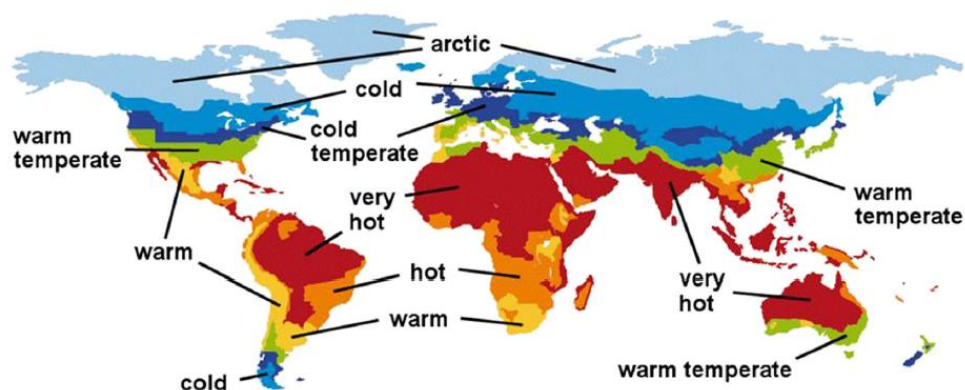 arctic
cold
warm
temperate
cold
temperate
very
hot
warm
temperate
warm
hot
very
hot
warm
warm temperate
cold